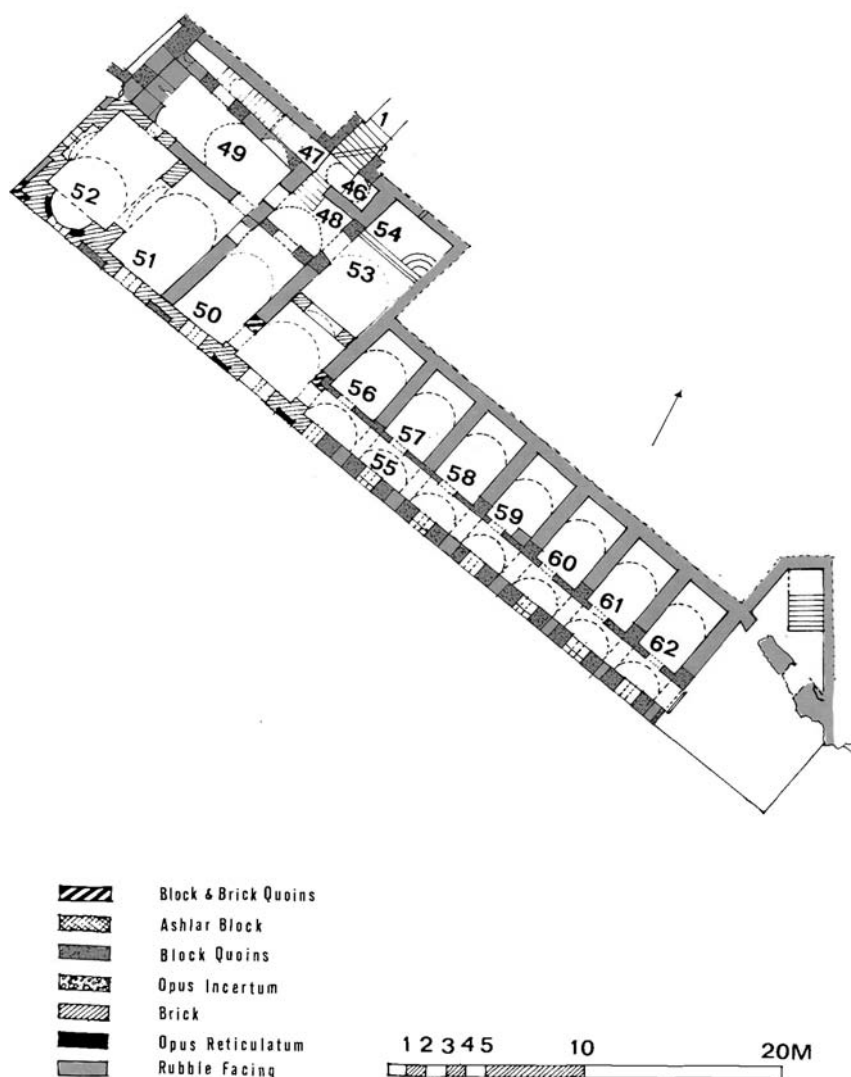 1
47
49
46
52
48
54
51
53
50
56
57
55
58
59
60
61
62
Block & Brick Quoins
Ashlar Block
Block Quoins
Opus Incertum
Brick
Opus Reticulatum
Rubble Facing
1 2 3 4 5 10 20M